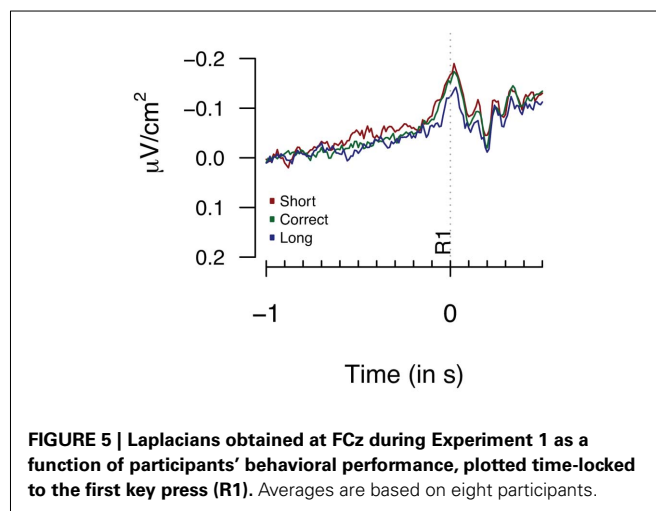 −0.2
−0.1
0.0
0.1
0.2
μV/cm²
Short
Correct
Long
R1
−1
0
Time (in s)
FIGURE 5 | Laplacians obtained at FCz during Experiment 1 as a
function of participants’ behavioral performance, plotted time-locked
to the first key press (R1). Averages are based on eight participants.